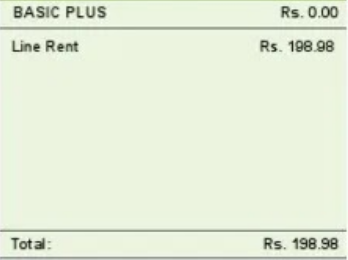 BASIC PLUS Rs. 0.00
Line Rent Rs. 198.98
Total: Rs. 198.98